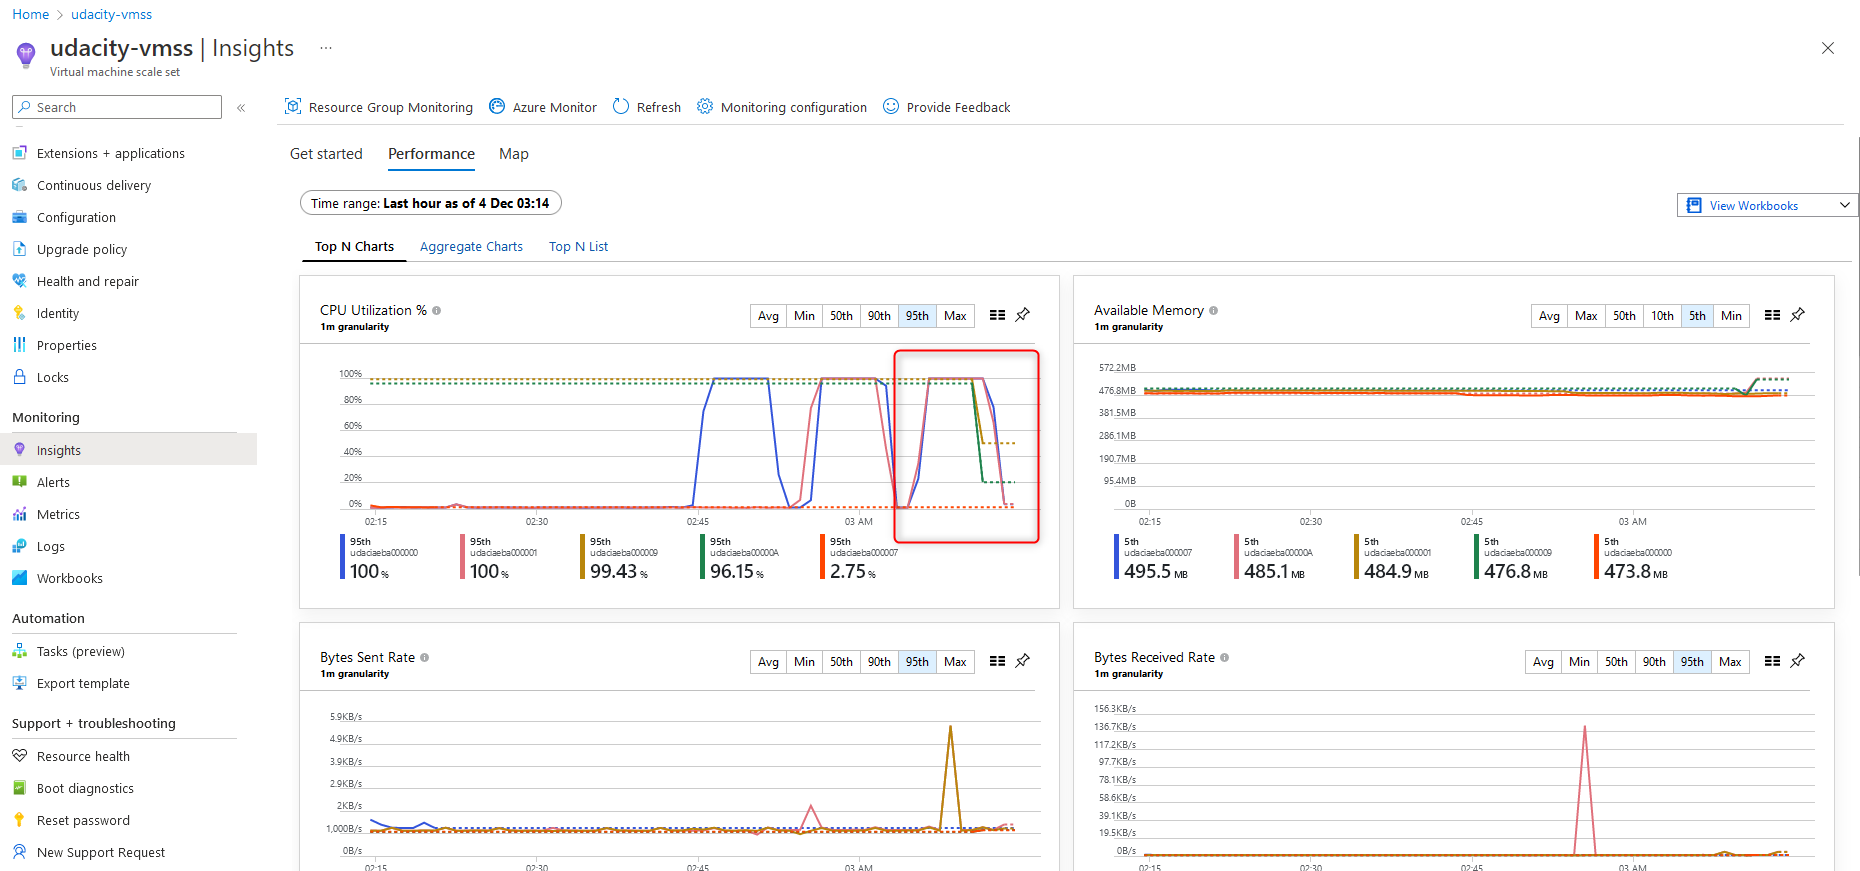 Home > udacity-vmss
udacity-vmss | Insights ...
Virtual machine scale set
Search
«
Resource Group Monitoring
Azure Monitor
Refresh
Monitoring configuration
Provide Feedback
Extensions + applications
Continuous delivery
Configuration
Upgrade policy
Health and repair
Identity
Properties
Locks
Monitoring
Insights
Alerts
Metrics
Logs
Workbooks
Automation
Tasks (preview)
Export template
Support + troubleshooting
Resource health
Boot diagnostics
Reset password
New Support Request
Get started Performance Map
Time range: Last hour as of 4 Dec 03:14
View Workbooks
Top N Charts Aggregate Charts Top N List
CPU Utilization %
1m granularity
Avg Min 50th 90th 95th Max
100%
80%
60%
40%
20%
0%
02:15 02:30 02:45 03 AM
95th 95th 95th 95th 95th
udaciaeba000000 udaciaeba000001 udaciaeba000009 udaciaeba00000A udaciaeba000007
100 % 100 % 99.43 % 96.15 % 2.75 %
Available Memory
1m granularity
Avg Max 50th 10th 5th Min
572.2MB
476.8MB
381.5MB
286.1MB
190.7MB
95.4MB
0B
02:15 02:30 02:45 03 AM
5th 5th 5th 5th 5th
udaciaeba000007 udaciaeba00000A udaciaeba000001 udaciaeba000009 udaciaeba000000
495.5 MB 485.1 MB 484.9 MB 476.8 MB 473.8 MB
Bytes Sent Rate
1m granularity
Avg Min 50th 90th 95th Max
5.9KB/s
4.9KB/s
3.9KB/s
2.9KB/s
2KB/s
1,000B/s
0B/s
02:15 02:30 02:45 03 AM
Bytes Received Rate
1m granularity
Avg Min 50th 90th 95th Max
156.3KB/s
136.7KB/s
117.2KB/s
97.7KB/s
78.1KB/s
58.6KB/s
39.1KB/s
19.5KB/s
0B/s
02:15 02:30 02:45 03 AM